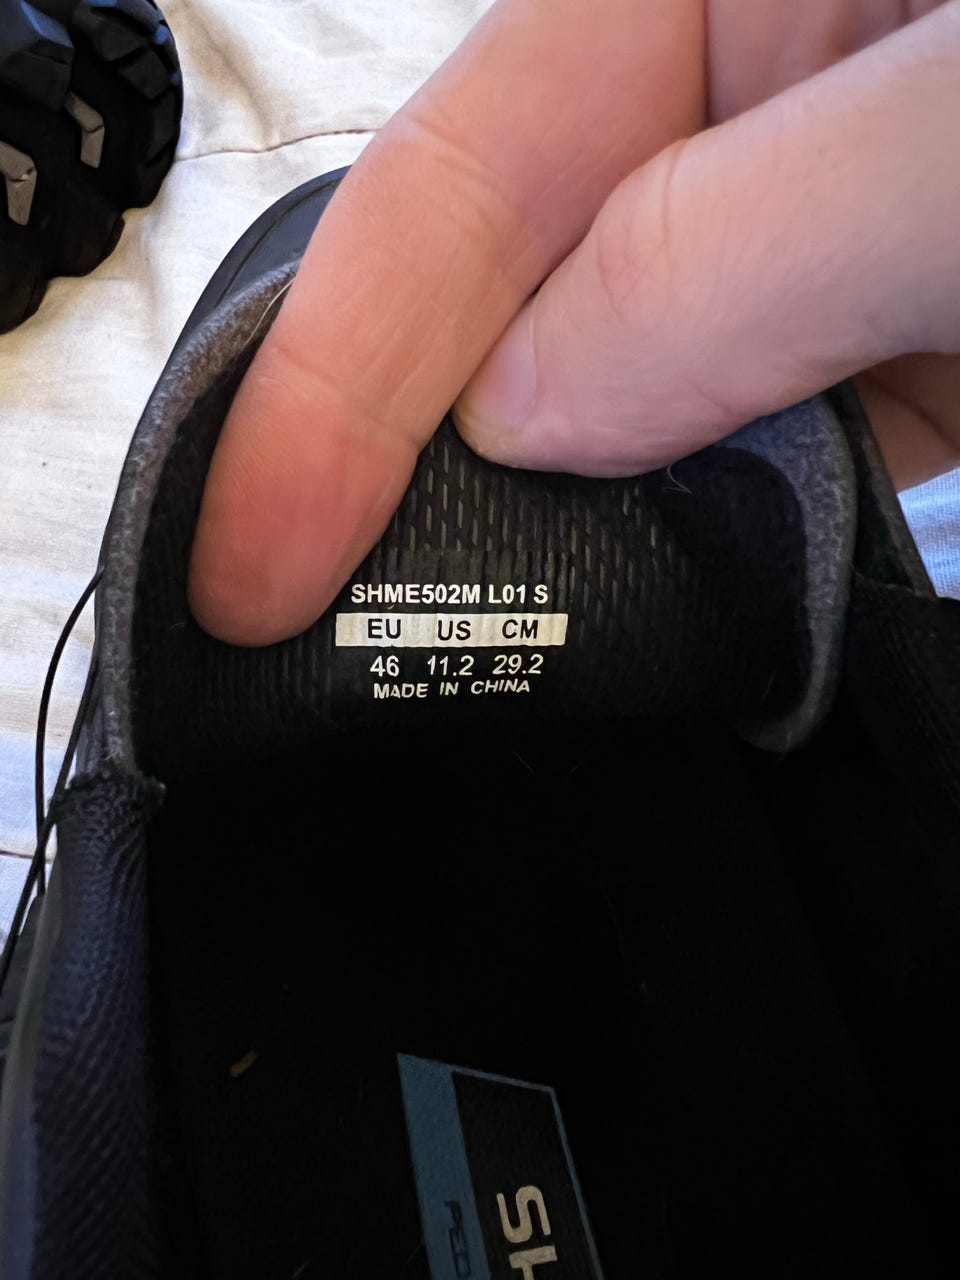 SHME502M L01 S
EU US CM
46 11.2 29.2
MADE IN CHINA